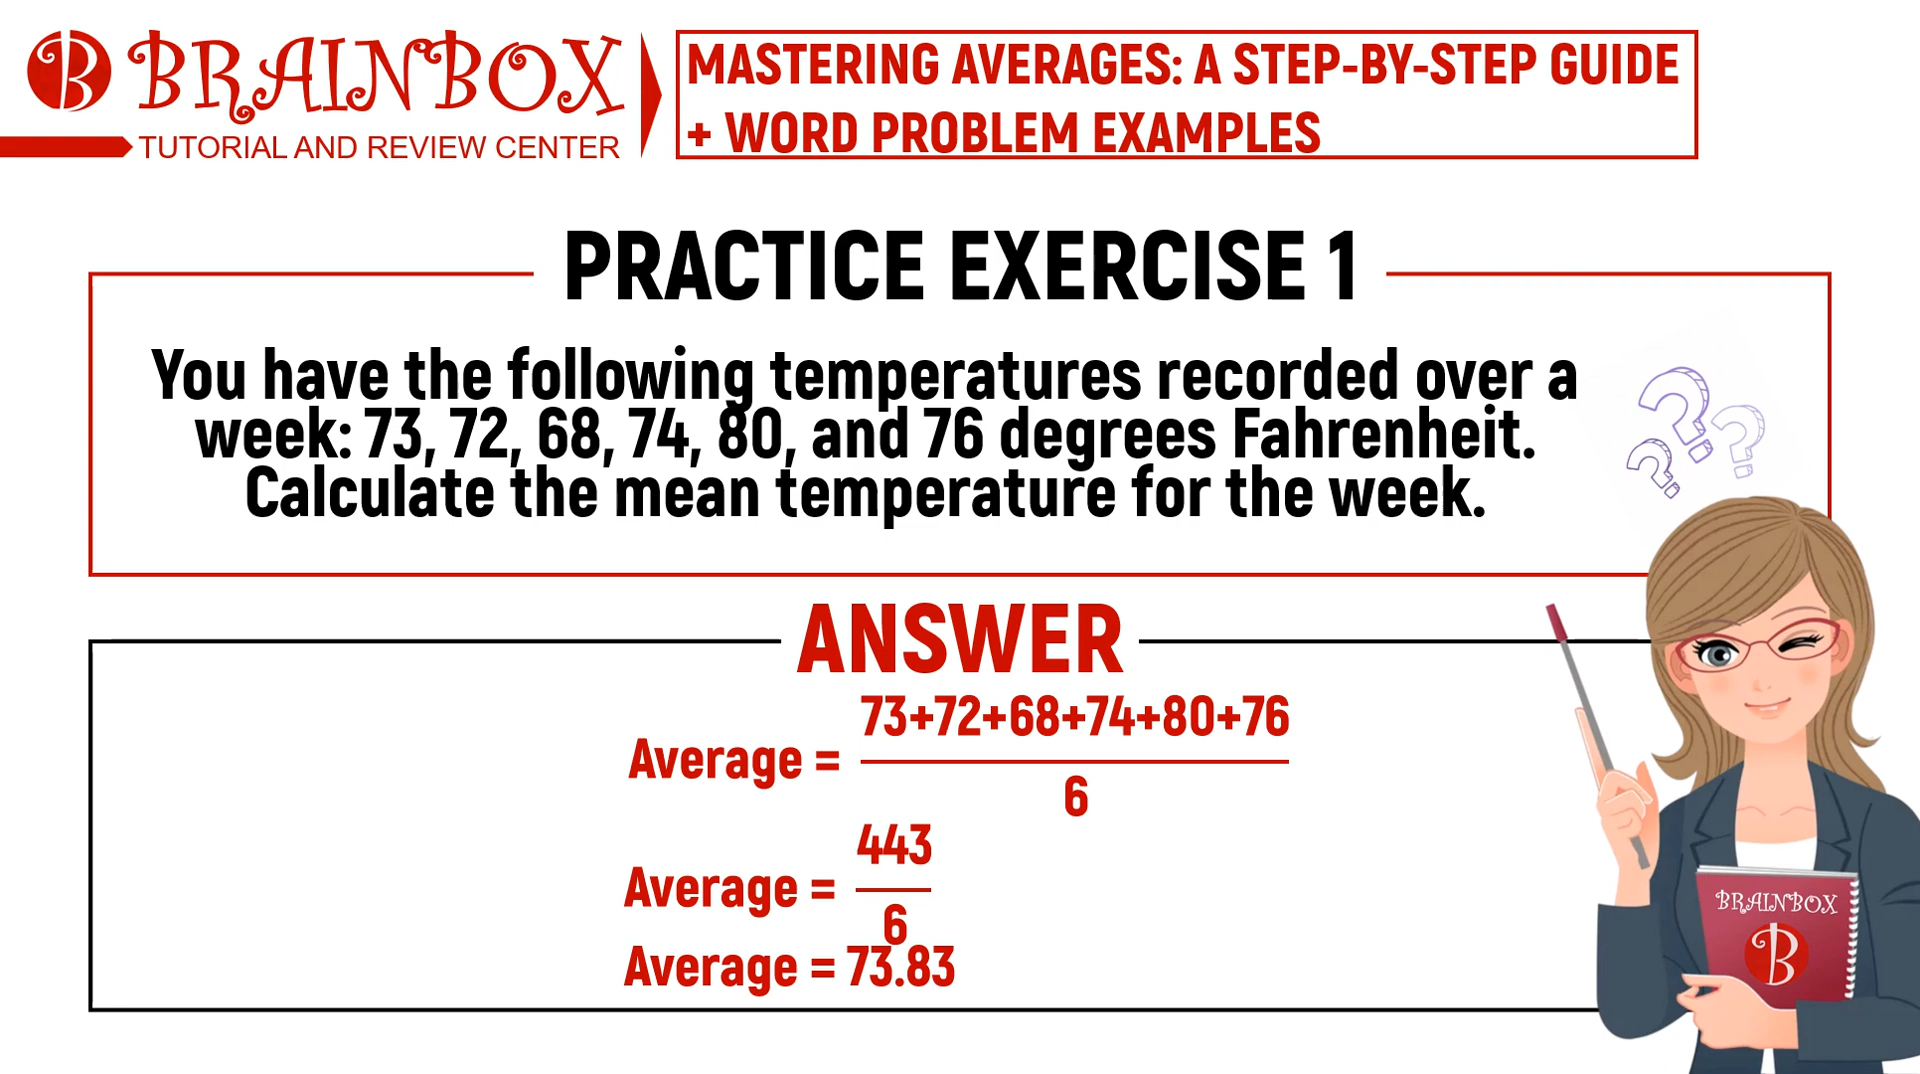 B BRAINBOX
TUTORIAL AND REVIEW CENTER
MASTERING AVERAGES: A STEP-BY-STEP GUIDE
+ WORD PROBLEM EXAMPLES
PRACTICE EXERCISE 1
You have the following temperatures recorded over a
week: 73, 72, 68, 74, 80, and 76 degrees Fahrenheit.
Calculate the mean temperature for the week.
???
ANSWER
73+72+68+74+80+76
Average =
6
443
Average =
6
Average = 73.83
BRAINBOX
B